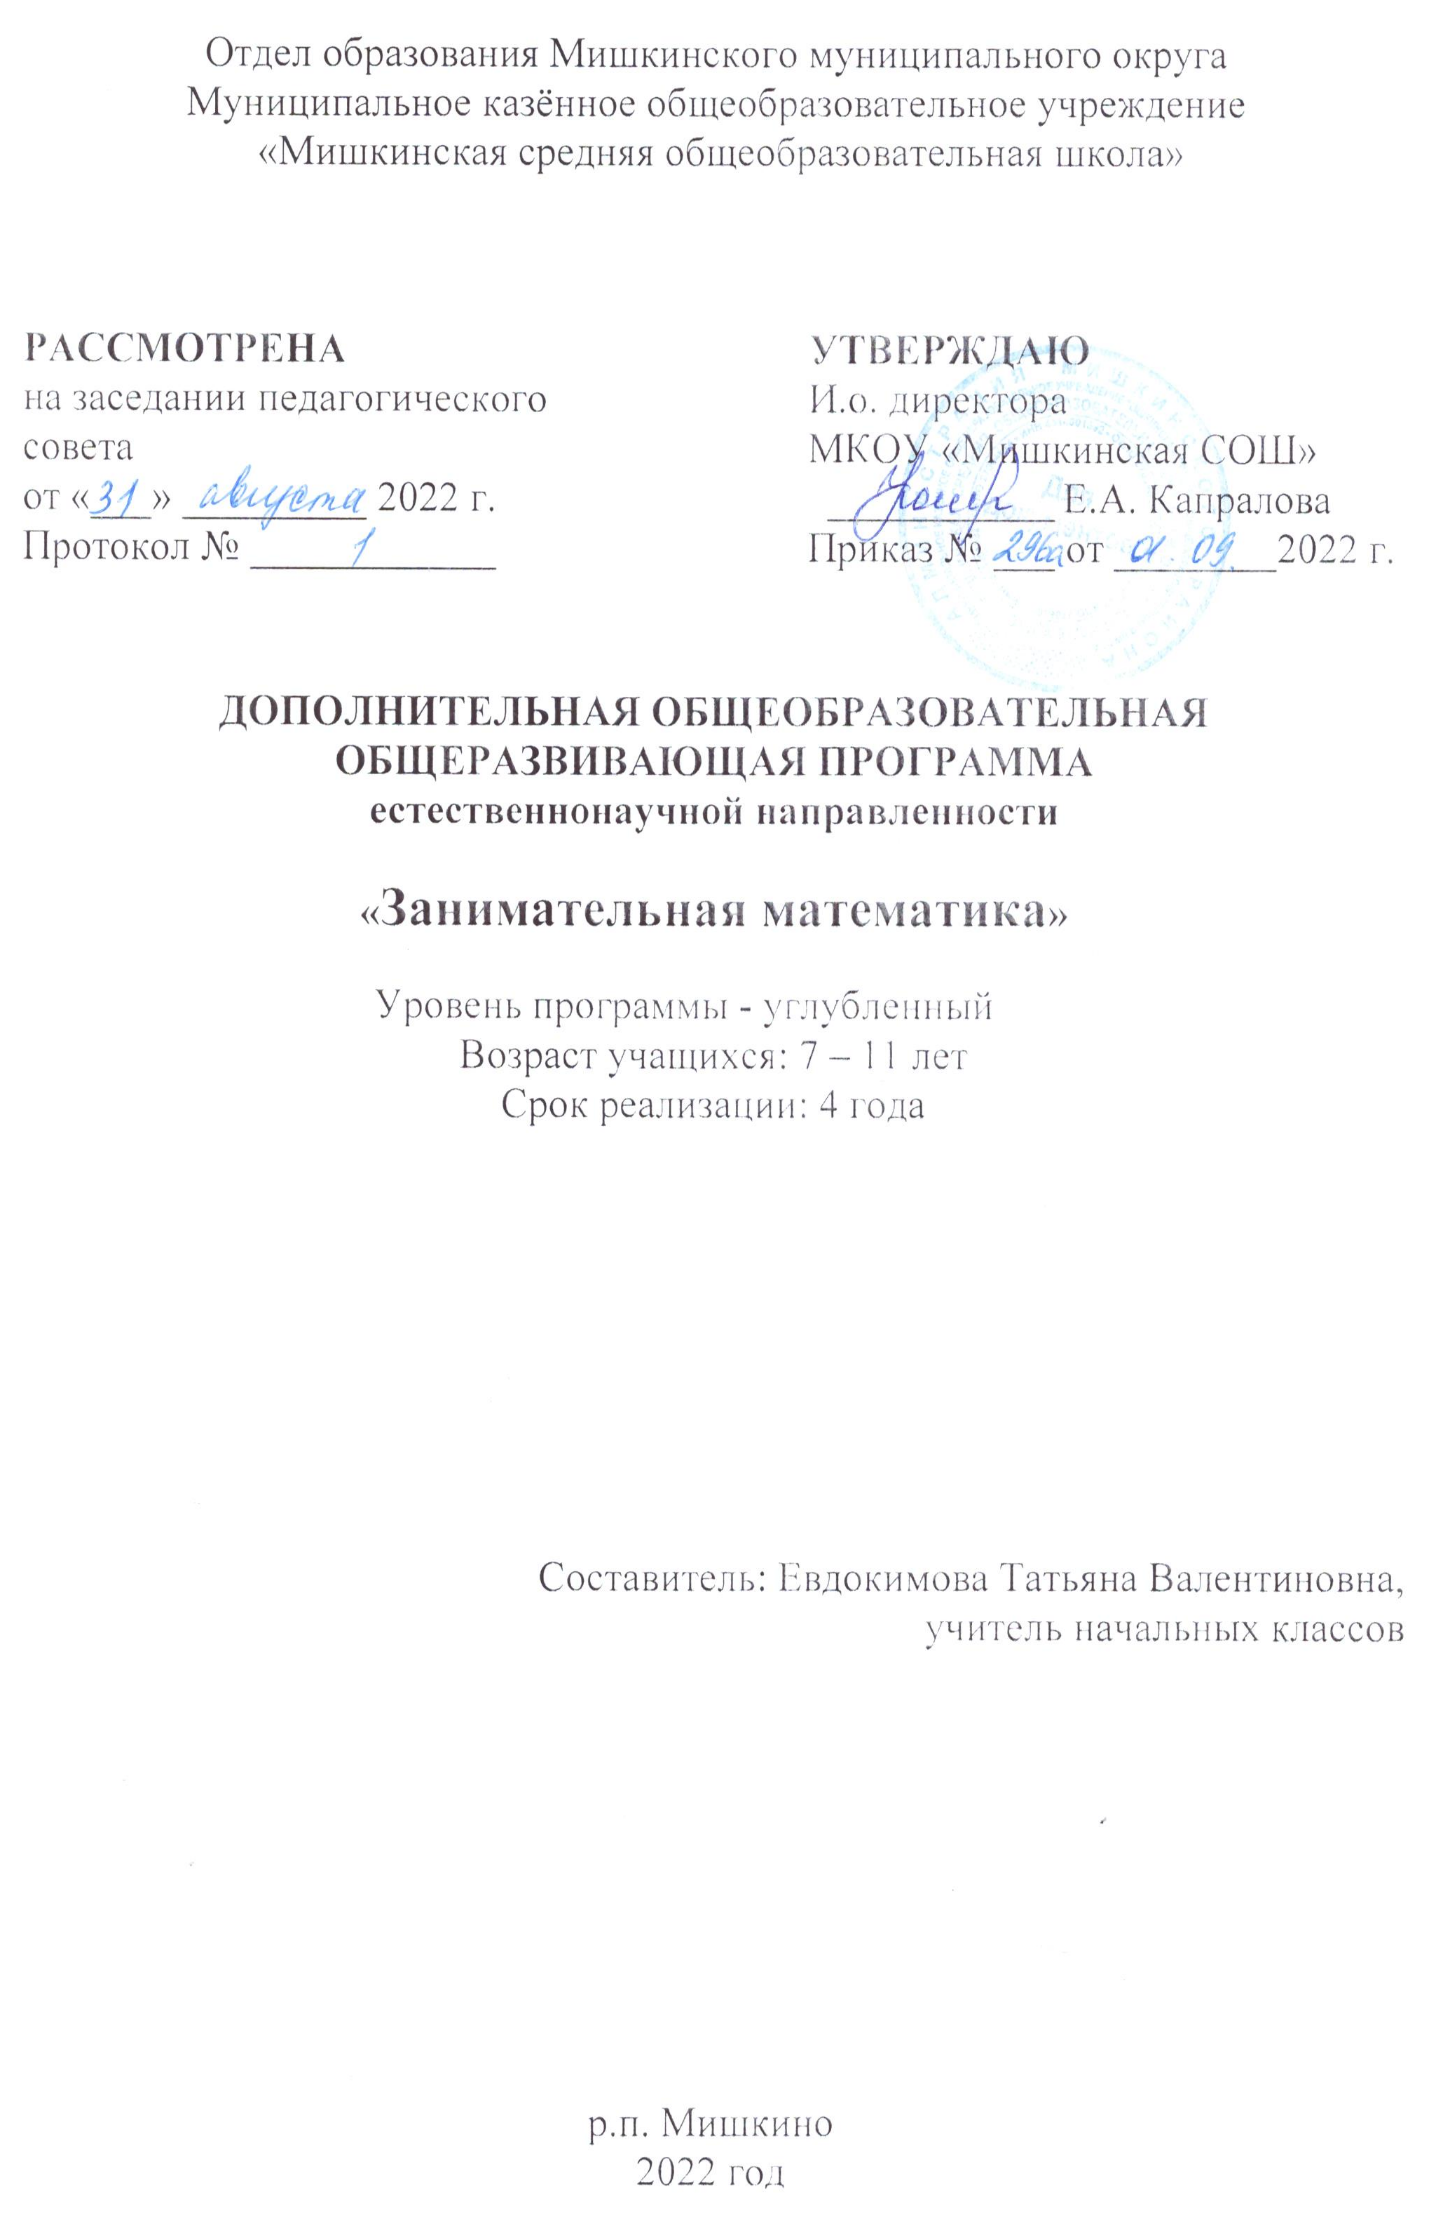 Отдел образования Мишкинского муниципального округа
Муниципальное казённое общеобразовательное учреждение
«Мишкинская средняя общеобразовательная школа»
РАССМОТРЕНА
на заседании педагогического
совета
от «31» августа 2022 г.
Протокол № 1
УТВЕРЖДАЮ
И.о. директора
МКОУ «Мишкинская СОШ»
Е.А. Капралова
Приказ № 296а от 01.09.2022 г.
ДОПОЛНИТЕЛЬНАЯ ОБЩЕОБРАЗОВАТЕЛЬНАЯ
ОБЩЕРАЗВИВАЮЩАЯ ПРОГРАММА
естественнонаучной направленности
«Занимательная математика»
Уровень программы - углубленный
Возраст учащихся: 7 – 11 лет
Срок реализации: 4 года
Составитель: Евдокимова Татьяна Валентиновна,
учитель начальных классов
р.п. Мишкино
2022 год